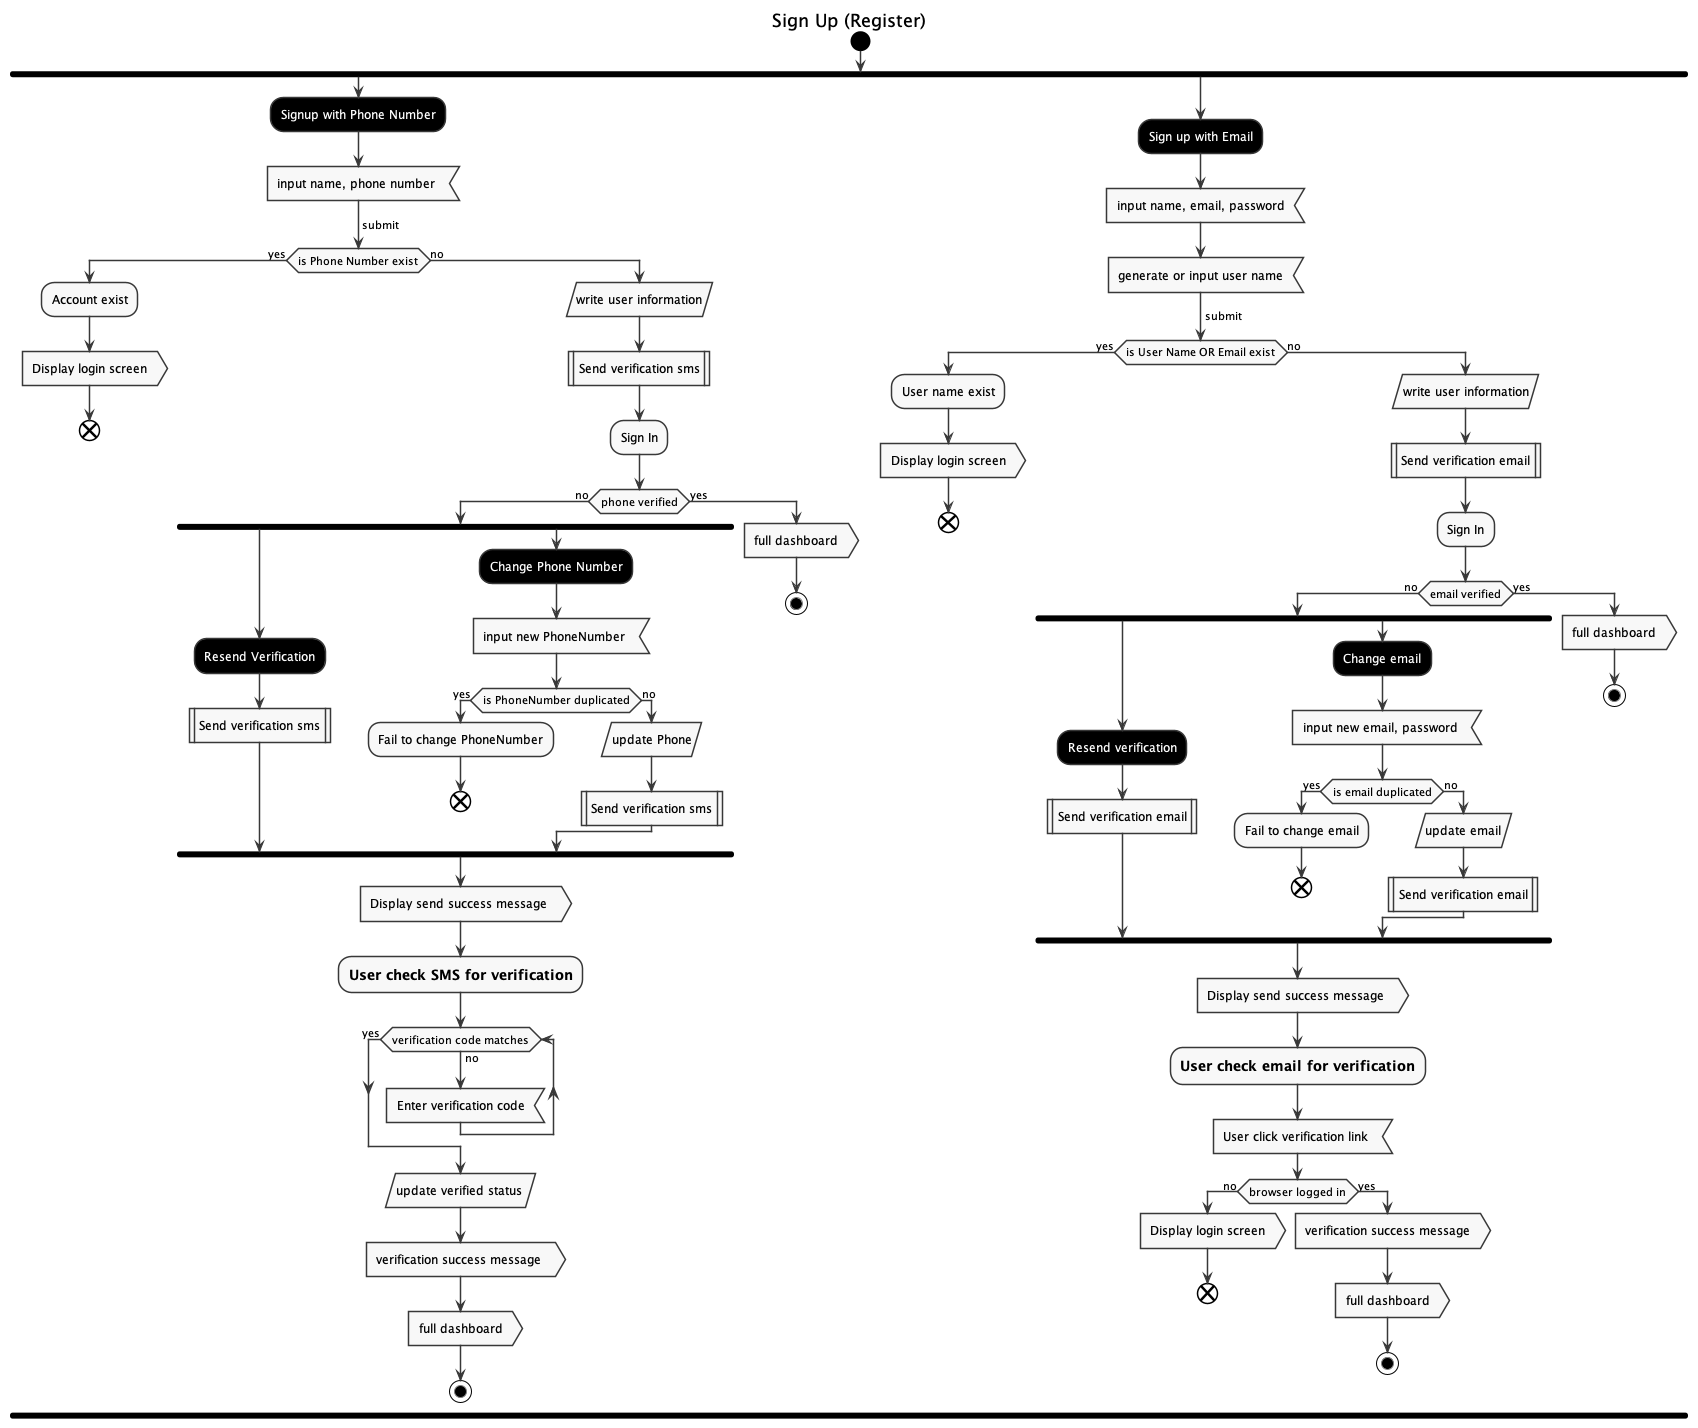 Sign Up (Register)
Signup with Phone Number
input name, phone number
submit
is Phone Number exist
yes
no
Account exist
Display login screen
write user information
Send verification sms
Sign In
phone verified
no
yes
full dashboard
Resend Verification
Send verification sms
Change Phone Number
input new PhoneNumber
is PhoneNumber duplicated
yes
no
Fail to change PhoneNumber
update Phone
Send verification sms
Display send success message
User check SMS for verification
verification code matches
yes
no
Enter verification code
update verified status
verification success message
full dashboard
Sign up with Email
input name, email, password
generate or input user name
submit
is User Name OR Email exist
yes
no
User name exist
Display login screen
write user information
Send verification email
Sign In
email verified
no
yes
full dashboard
Resend verification
Send verification email
Change email
input new email, password
is email duplicated
yes
no
Fail to change email
update email
Send verification email
Display send success message
User check email for verification
User click verification link
browser logged in
no
yes
Display login screen
verification success message
full dashboard